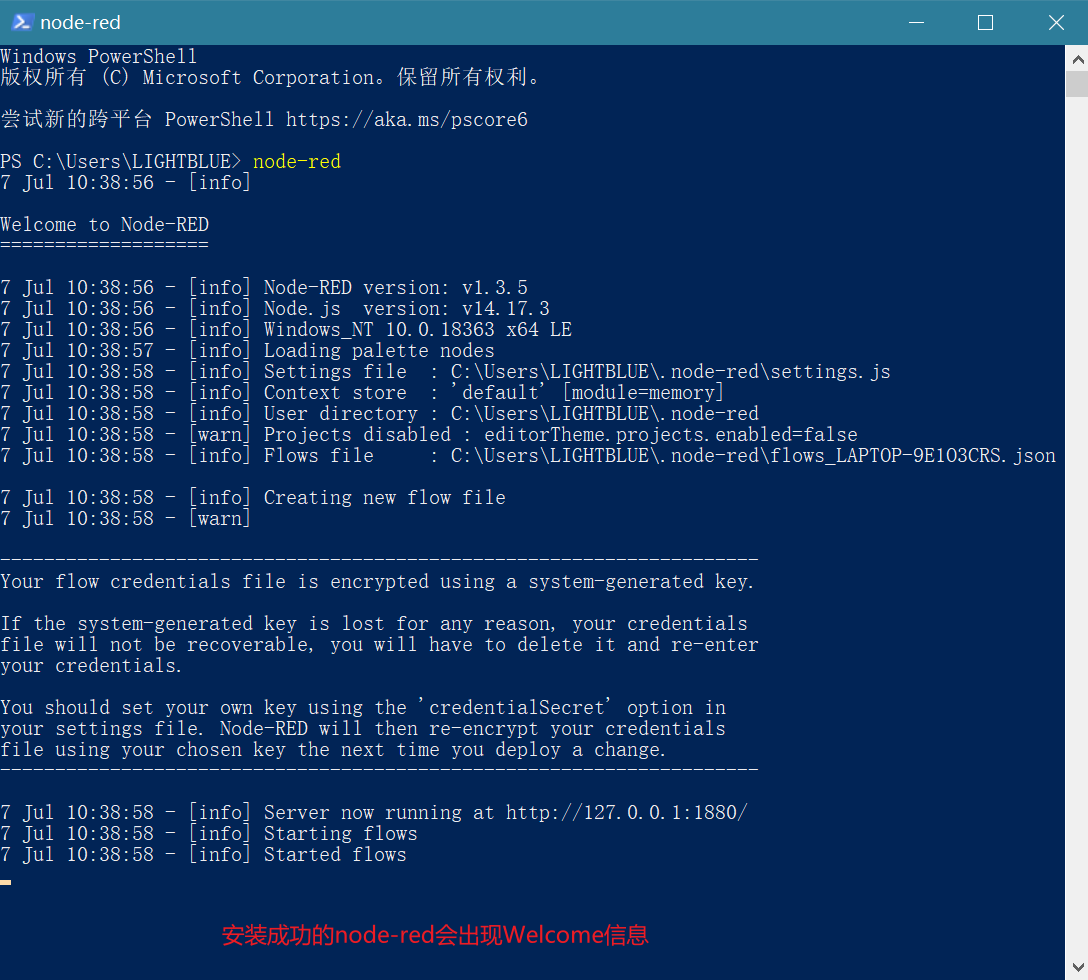 node-red
Windows PowerShell
版权所有 (C) Microsoft Corporation。保留所有权利。
尝试新的跨平台 PowerShell https://aka.ms/pscore6
PS C:\Users\LIGHTBLUE> node-red
7 Jul 10:38:56 - [info]
Welcome to Node-RED
===================
7 Jul 10:38:56 - [info] Node-RED version: v1.3.5
7 Jul 10:38:56 - [info] Node.js  version: v14.17.3
7 Jul 10:38:56 - [info] Windows_NT 10.0.18363 x64 LE
7 Jul 10:38:57 - [info] Loading palette nodes
7 Jul 10:38:58 - [info] Settings file  : C:\Users\LIGHTBLUE\.node-red\settings.js
7 Jul 10:38:58 - [info] Context store  : 'default' [module=memory]
7 Jul 10:38:58 - [info] User directory : C:\Users\LIGHTBLUE\.node-red
7 Jul 10:38:58 - [warn] Projects disabled : editorTheme.projects.enabled=false
7 Jul 10:38:58 - [info] Flows file     : C:\Users\LIGHTBLUE\.node-red\flows_LAPTOP-9E1O3CRS.json
7 Jul 10:38:58 - [info] Creating new flow file
7 Jul 10:38:58 - [warn]
---------------------------------------------------------------------
Your flow credentials file is encrypted using a system-generated key.
If the system-generated key is lost for any reason, your credentials
file will not be recoverable, you will have to delete it and re-enter
your credentials.
You should set your own key using the 'credentialSecret' option in
your settings file. Node-RED will then re-encrypt your credentials
file using your chosen key the next time you deploy a change.
---------------------------------------------------------------------
7 Jul 10:38:58 - [info] Server now running at http://127.0.0.1:1880/
7 Jul 10:38:58 - [info] Starting flows
7 Jul 10:38:58 - [info] Started flows
安装成功的node-red会出现Welcome信息